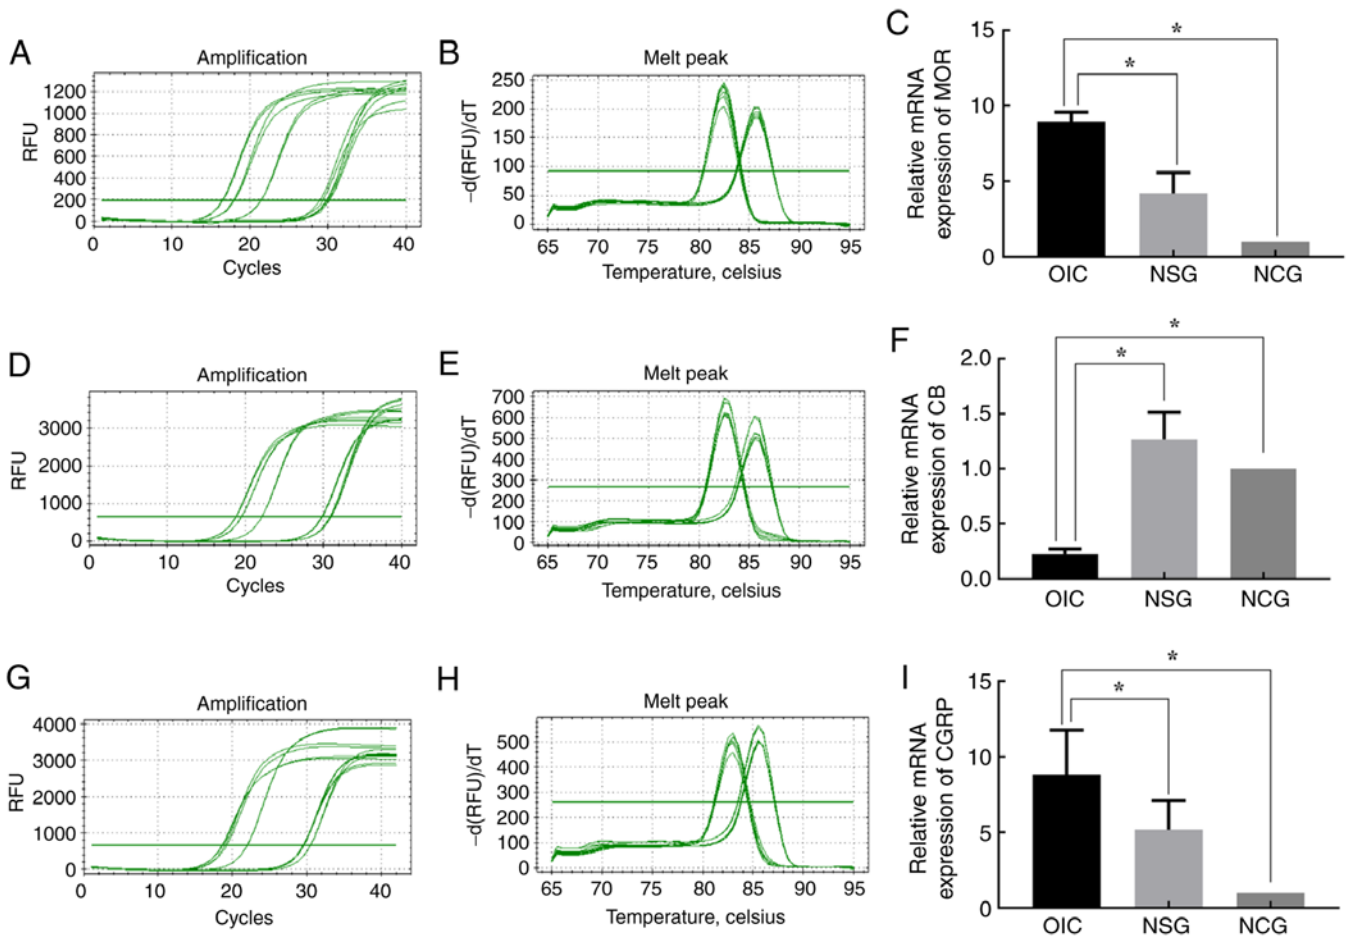 A
Amplification
RFU
1200
1000
800
600
400
200
0
0 10 20 30 40
Cycles
B
Melt peak
−d(RFU)/dT
250
200
150
100
50
0
65 70 75 80 85 90 95
Temperature, celsius
C
Relative mRNA
expression of MOR
15
10
5
0
*
*
OIC NSG NCG
D
Amplification
RFU
3000
2000
1000
0
0 10 20 30 40
Cycles
E
Melt peak
−d(RFU)/dT
700
600
500
400
300
200
100
0
65 70 75 80 85 90 95
Temperature, celsius
F
Relative mRNA
expression of CB
2.0
1.5
1.0
0.5
0.0
*
*
OIC NSG NCG
G
Amplification
RFU
4000
3000
2000
1000
0
0 10 20 30 40
Cycles
H
Melt peak
−d(RFU)/dT
500
400
300
200
100
0
65 70 75 80 85 90 95
Temperature, celsius
I
Relative mRNA
expression of CGRP
15
10
5
0
*
*
OIC NSG NCG